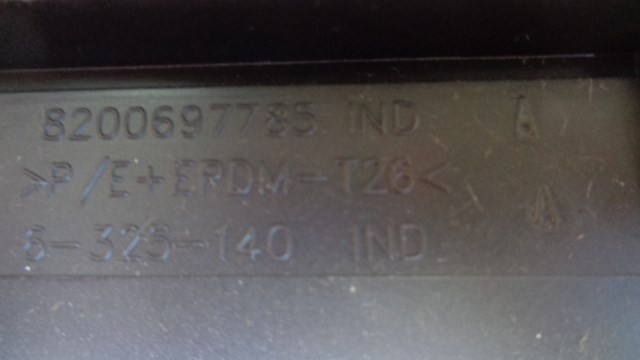 8200697785 IND A
>P/E+EPDM-T26< A
6-325-140 IND